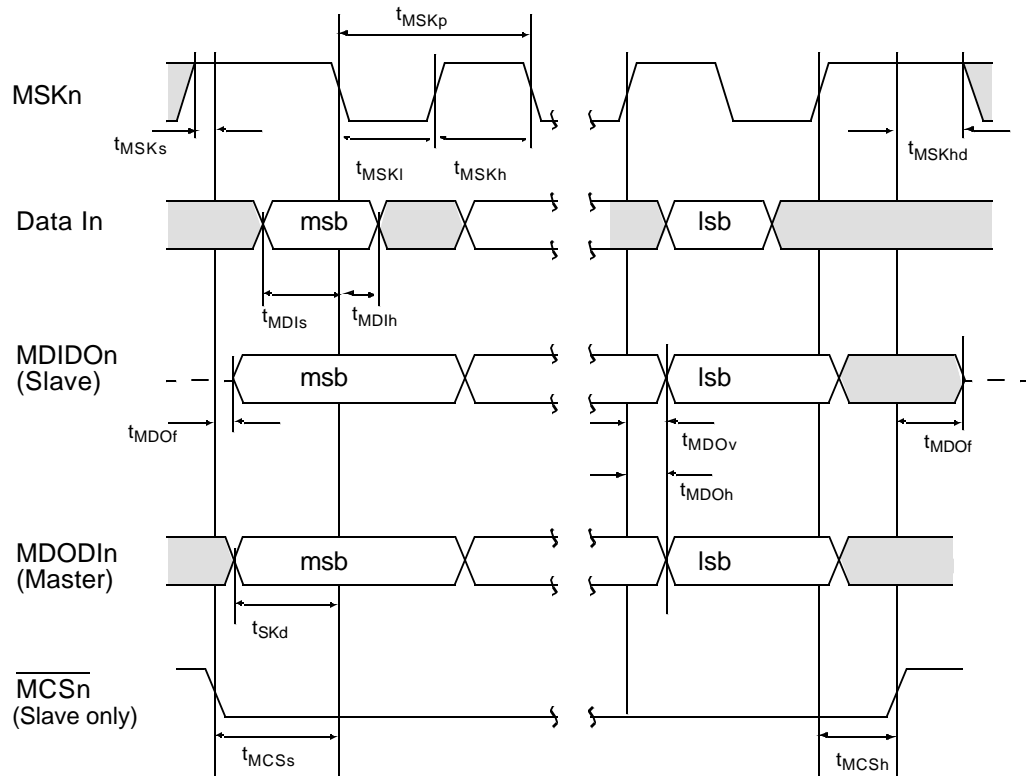 tMSKp
MSKn
tMSKs
tMSKl
tMSKh
tMSKhd
Data In
msb
lsb
tMDIs
tMDIh
MDIDOn
(Slave)
msb
lsb
tMDOf
tMDOv
tMDOf
tMDOh
MDODIn
(Master)
msb
lsb
tSKd
MCSn
(Slave only)
tMCSs
tMCSh